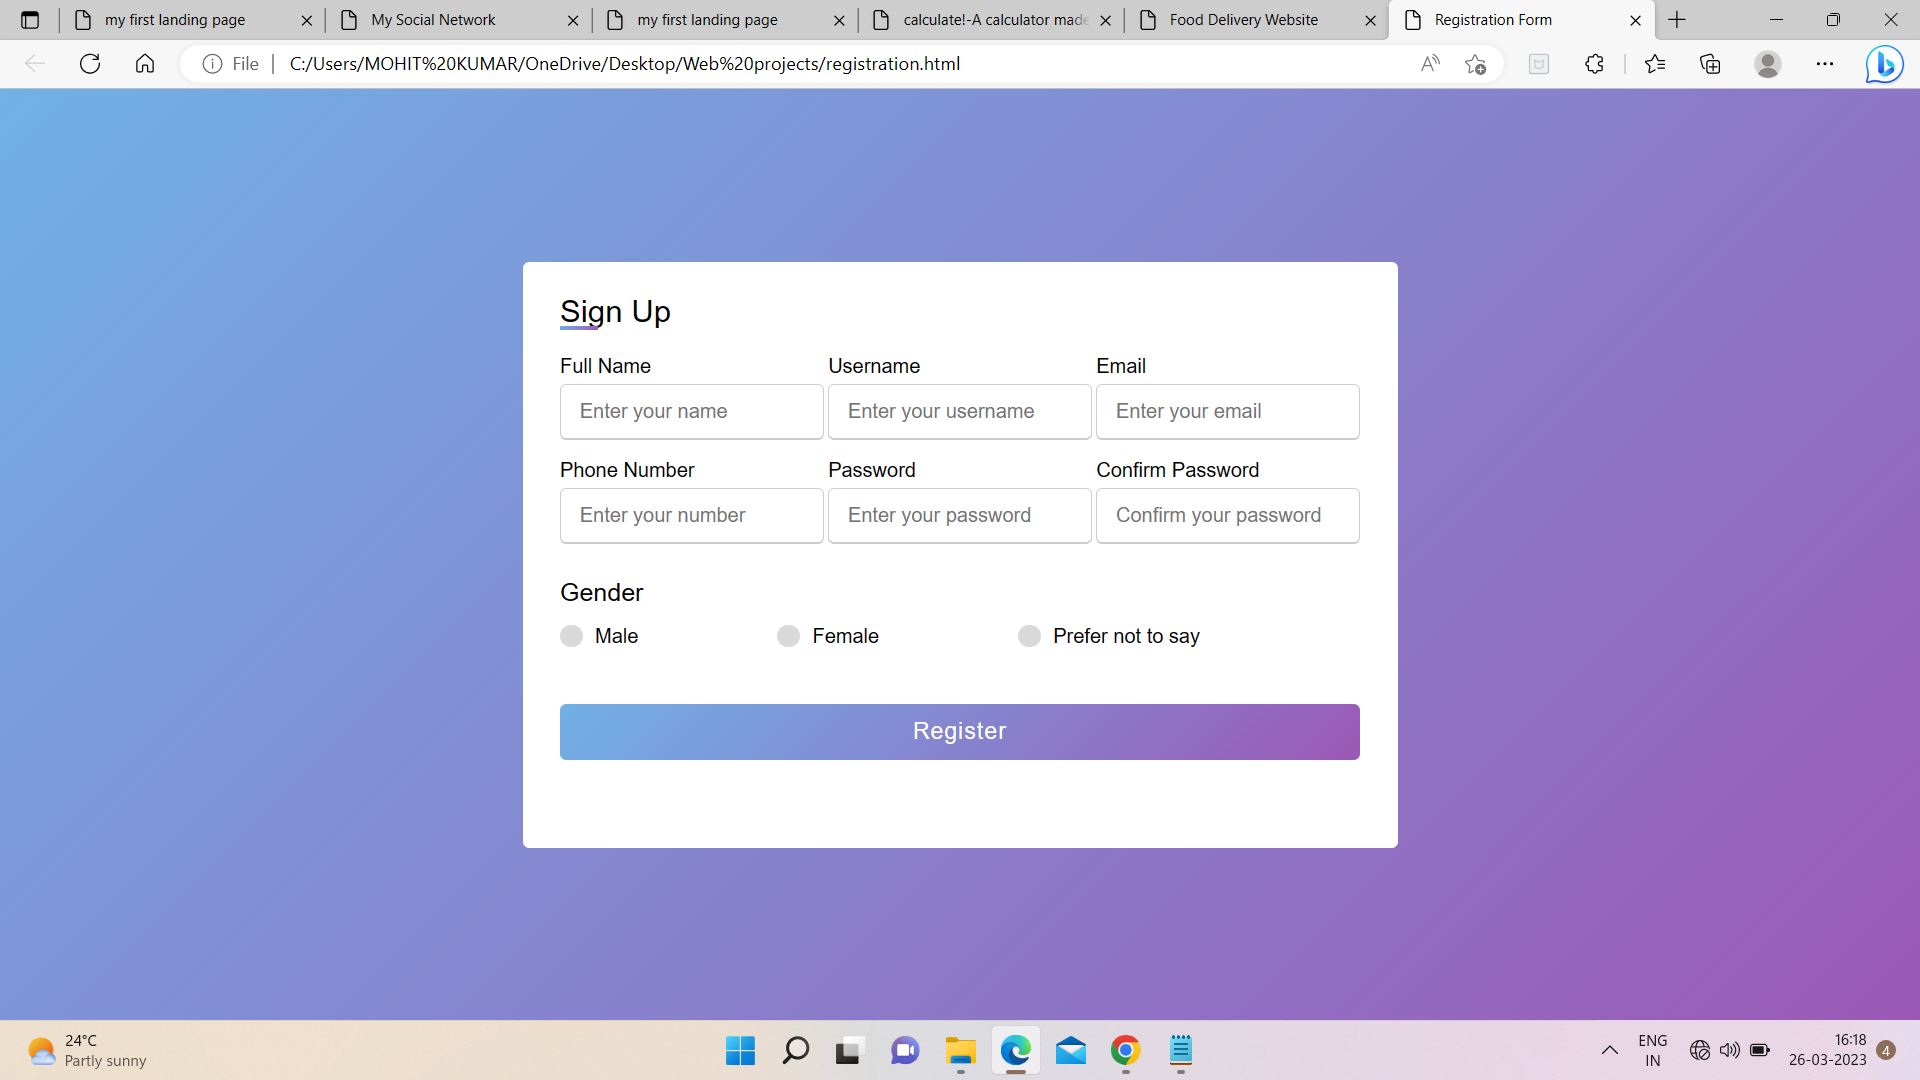 my first landing page
My Social Network
my first landing page
calculate!-A calculator made
Food Delivery Website
Registration Form
File
C:/Users/MOHIT%20KUMAR/OneDrive/Desktop/Web%20projects/registration.html
Sign Up
Full Name Username Email
Enter your name Enter your username Enter your email
Phone Number Password Confirm Password
Enter your number Enter your password Confirm your password
Gender
Male Female Prefer not to say
Register
24°C
Partly sunny
ENG
IN
16:18
26-03-2023
4